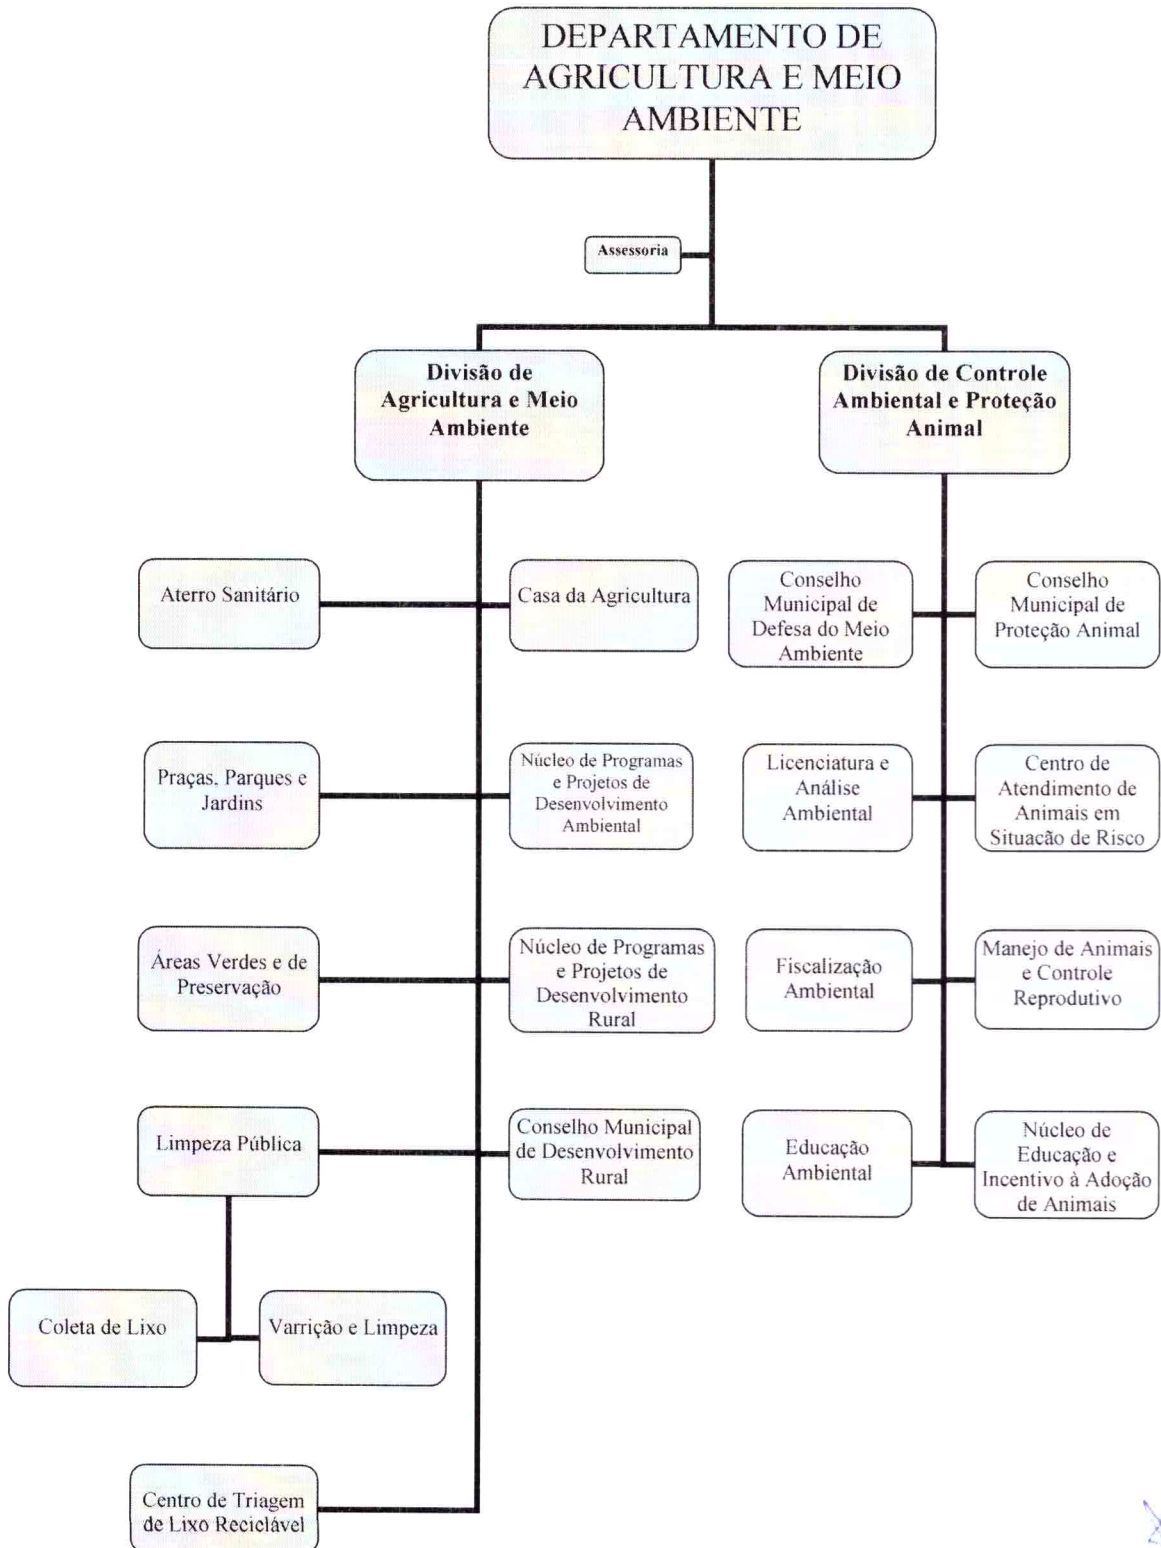 DEPARTAMENTO DE
AGRICULTURA E MEIO
AMBIENTE
Assessoria
Divisão de
Agricultura e Meio
Ambiente
Divisão de Controle
Ambiental e Proteção
Animal
Aterro Sanitário
Casa da Agricultura
Conselho
Municipal de
Defesa do Meio
Ambiente
Conselho
Municipal de
Proteção Animal
Praças, Parques e
Jardins
Núcleo de Programas
e Projetos de
Desenvolvimento
Ambiental
Licenciatura e
Análise
Ambiental
Centro de
Atendimento de
Animais em
Situacão de Risco
Áreas Verdes e de
Preservação
Núcleo de Programas
e Projetos de
Desenvolvimento
Rural
Fiscalização
Ambiental
Manejo de Animais
e Controle
Reprodutivo
Limpeza Pública
Conselho Municipal
de Desenvolvimento
Rural
Educação
Ambiental
Núcleo de
Educação e
Incentivo à Adoção
de Animais
Coleta de Lixo
Varrição e Limpeza
Centro de Triagem
de Lixo Reciclável